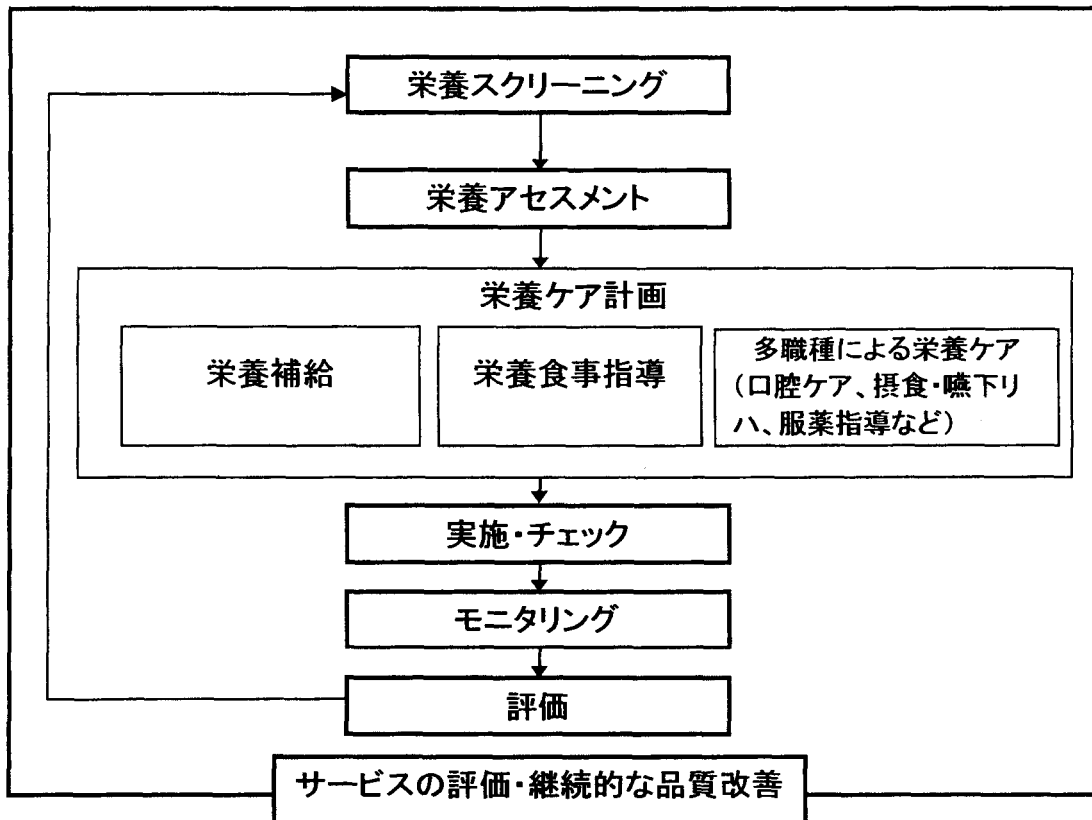 栄養スクリーニング
栄養アセスメント
栄養ケア計画
栄養補給
栄養食事指導
多職種による栄養ケア
(口腔ケア、摂食・嚥下リ
ハ、服薬指導など)
実施・チェック
モニタリング
評価
サービスの評価・継続的な品質改善